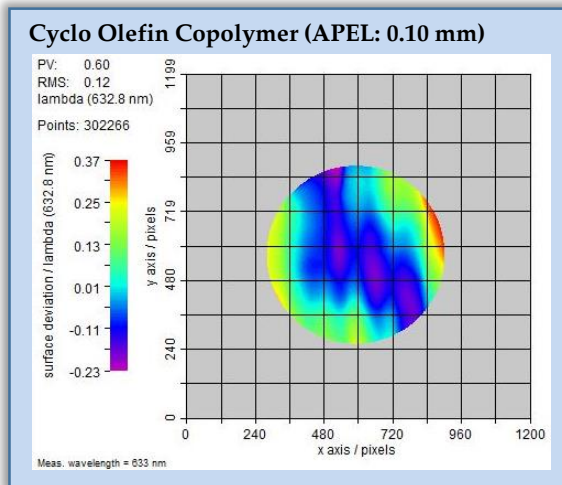 Cyclo Olefin Copolymer (APEL: 0.10 mm)
PV: 0.60
RMS: 0.12
lambda (632.8 nm)
Points: 302266
surface deviation / lambda (632.8 nm)
0.37
0.25
0.13
0.01
-0.11
-0.23
y axis / pixels
1199
959
719
480
240
0
0 240 480 720 960 1200
x axis / pixels
Meas. wavelength = 633 nm